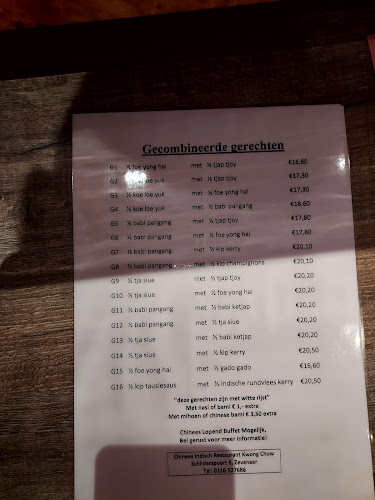 Gecombineerde gerechten
G1 ½ foe yong hai met ½ tjap tjoy €16,80
G2 ½ koe loe yuk met ½ tjap tjoy €17,30
G3 ½ koe loe yuk met ½ foe yong hai €17,30
G4 ½ koe loe yuk met ½ babi pangang €18,60
G5 ½ babi pangang met ½ tjap tjoy €17,80
G6 ½ babi pangang met ½ foe yong hai €17,80
G7 ½ babi pangang met ½ kip kerry €20,10
G8 ½ babi pangang met ½ kip champignons €20,10
G9 ½ tja siue met ½ tjap tjoy €20,20
G10 ½ tja siue met ½ foe yong hai €20,20
G11 ½ babi pangang met ½ babi ketjap €20,20
G12 ½ babi pangang met ½ tja siue €20,20
G13 ½ tja siue met ½ babi ketjap €20,20
G14 ½ tja siue met ½ kip kerry €20,50
G15 ½ foe yong hai met ½ gado gado €16,60
G16 ½ kip tausiesaus met ½ Indische rundvlees kerry €20,50
"deze gerechten zijn met witte rijst"
Met nasi of bami € 1,- extra
Met mihoen of chinese bami € 3,50 extra
Chinees Lopend Buffet Mogelijk,
Bel gerust voor meer informatie!
Chinees Indisch Restaurant Kwong Chow
Schilderspoort 6, Zevenaar
Tel: 0316-527686